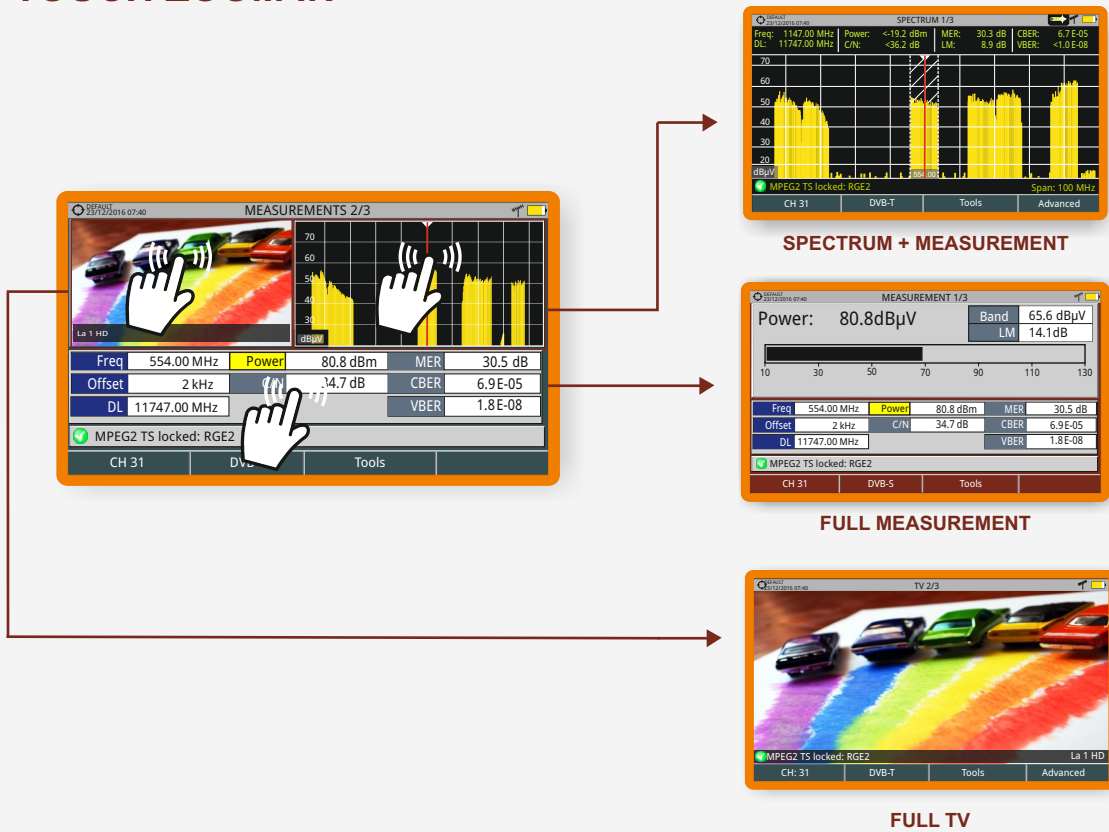 DEFAULT
23/12/2016 07:40
MEASUREMENTS 2/3
La 1 HD
70
60
50
40
30
dBµV
Freq 554.00 MHz Power 80.8 dBm MER 30.5 dB
Offset 2 kHz C/N 34.7 dB CBER 6.9E-05
DL 11747.00 MHz VBER 1.8E-08
MPEG2 TS locked: RGE2
CH 31 Tools
DEFAULT
23/12/2016 07:40
SPECTRUM 1/3
Freq: 1147.00 MHz Power: <-19.2 dBm MER: 30.3 dB CBER: 6.7 E-05
DL: 11747.00 MHz C/N: <36.2 dB LM: 8.9 dB VBER: <1.0 E-08
70
60
50
40
30
20
dBµV
554.00
MPEG2 TS locked: RGE2 Span: 100 MHz
CH 31 DVB-T Tools Advanced
SPECTRUM + MEASUREMENT
DEFAULT
23/12/2016 07:40
MEASUREMENT 1/3
Power: 80.8dBµV
Band 65.6 dBµV
LM 14.1dB
10 30 50 70 90 110 130
Freq 554.00 MHz Power 80.8 dBm MER 30.5 dB
Offset 2 kHz C/N 34.7 dB CBER 6.9E-05
DL 11747.00 MHz VBER 1.8E-08
MPEG2 TS locked: RGE2
CH 31 DVB-S Tools
FULL MEASUREMENT
DEFAULT
23/12/2016 07:40
TV 2/3
MPEG2 TS locked: RGE2 La 1 HD
CH: 31 DVB-T Tools Advanced
FULL TV